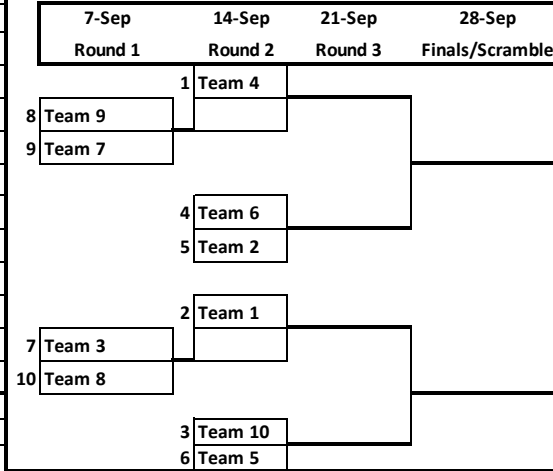 7-Sep 14-Sep 21-Sep 28-Sep
Round 1 Round 2 Round 3 Finals/Scramble
1 Team 4
8 Team 9
9 Team 7
4 Team 6
5 Team 2
2 Team 1
7 Team 3
10 Team 8
3 Team 10
6 Team 5